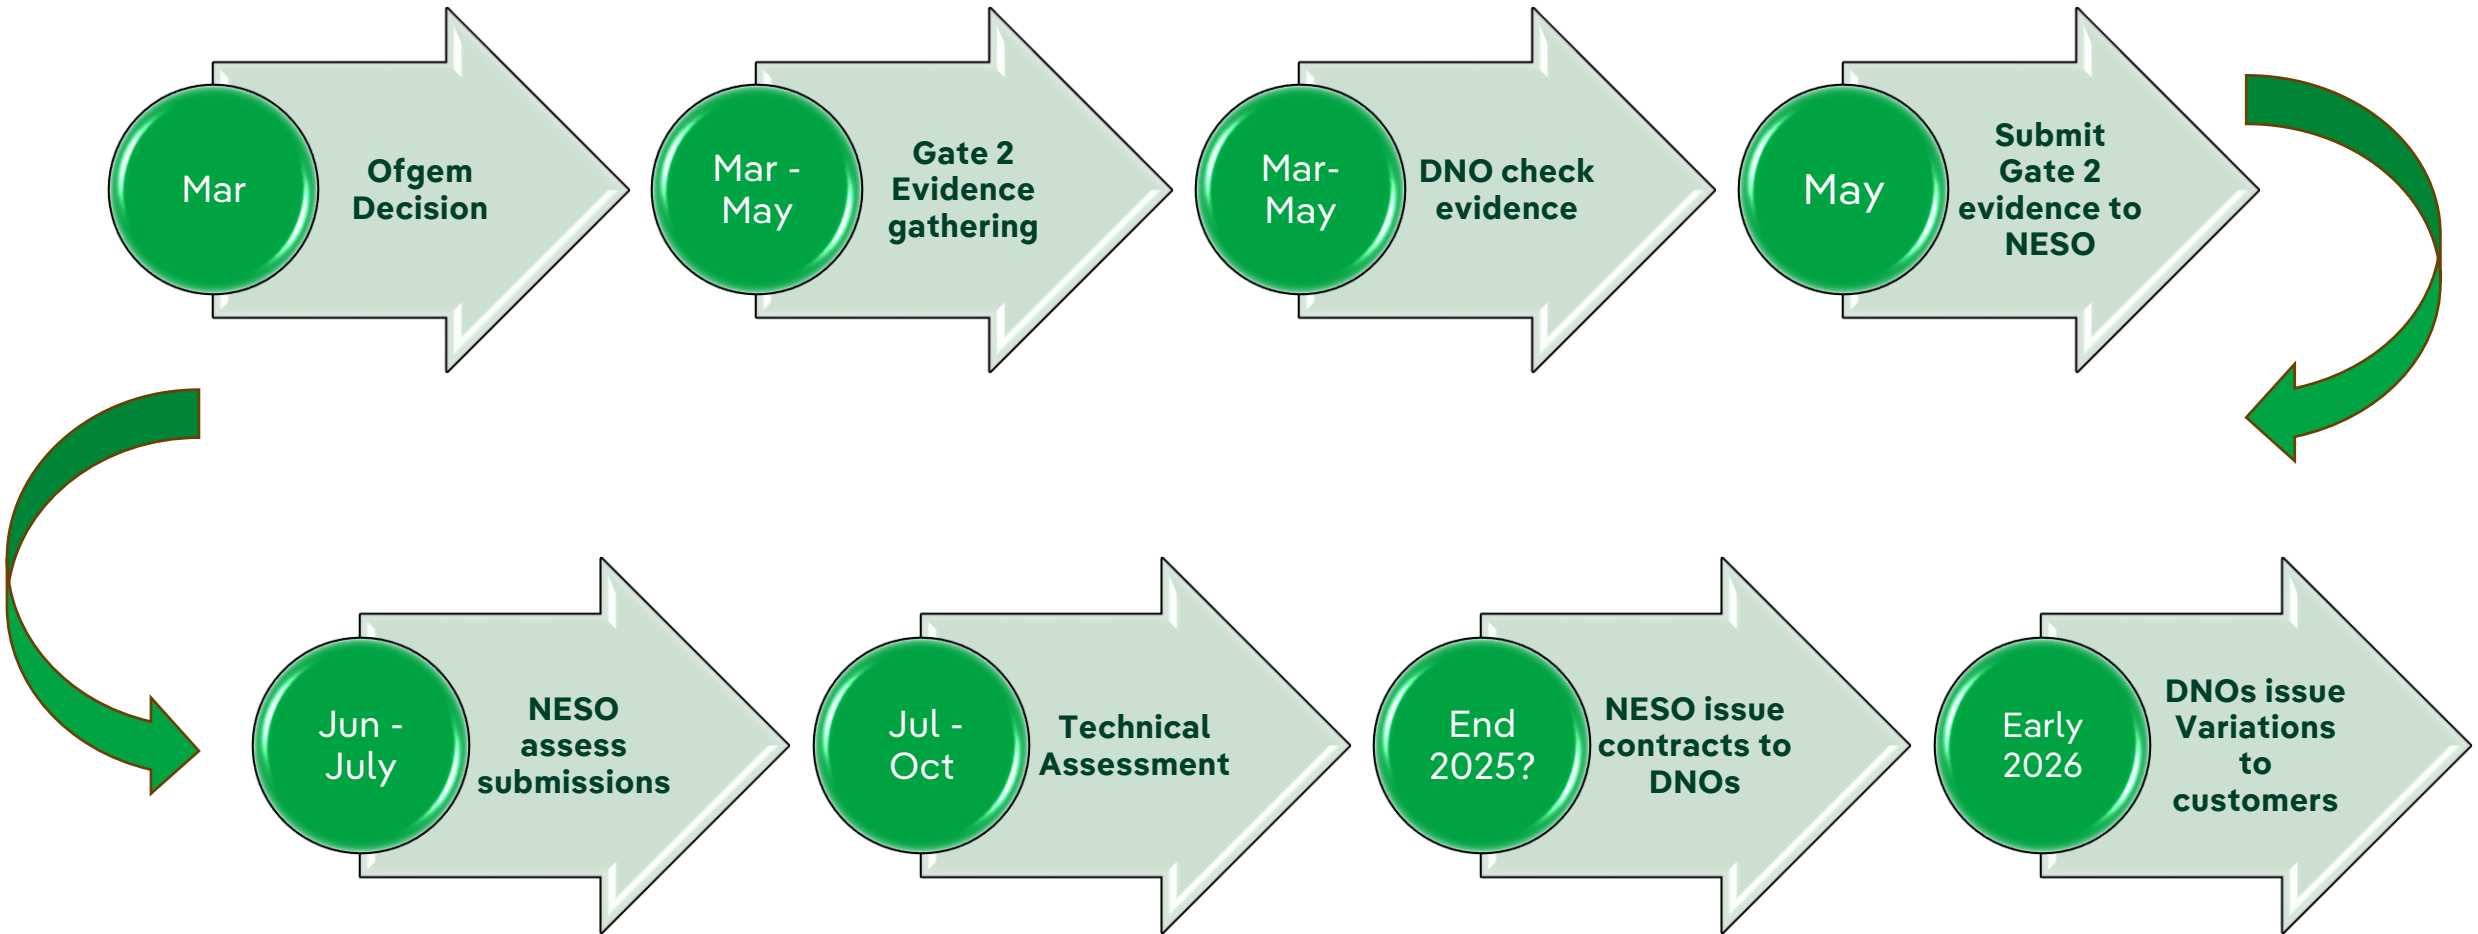 Mar
Ofgem
Decision
Mar -
May
Gate 2
Evidence
gathering
Mar-
May
DNO check
evidence
May
Submit
Gate 2
evidence to
NESO
Jun -
July
NESO
assess
submissions
Jul -
Oct
Technical
Assessment
End
2025?
NESO issue
contracts to
DNOs
Early
2026
DNOs issue
Variations
to
customers